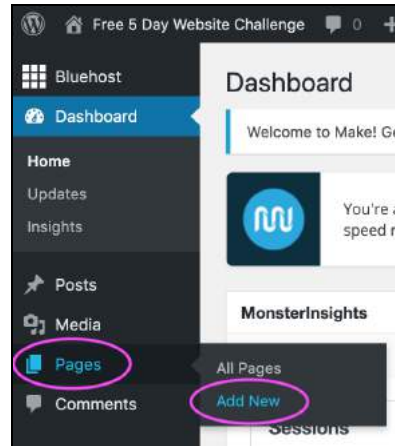 Free 5 Day Website Challenge 0
Bluehost
Dashboard
Home
Updates
Insights
Posts
Media
Pages
Comments
All Pages
Add New
Dashboard
Welcome to Make!
You're
speed
MonsterInsights
Sessions